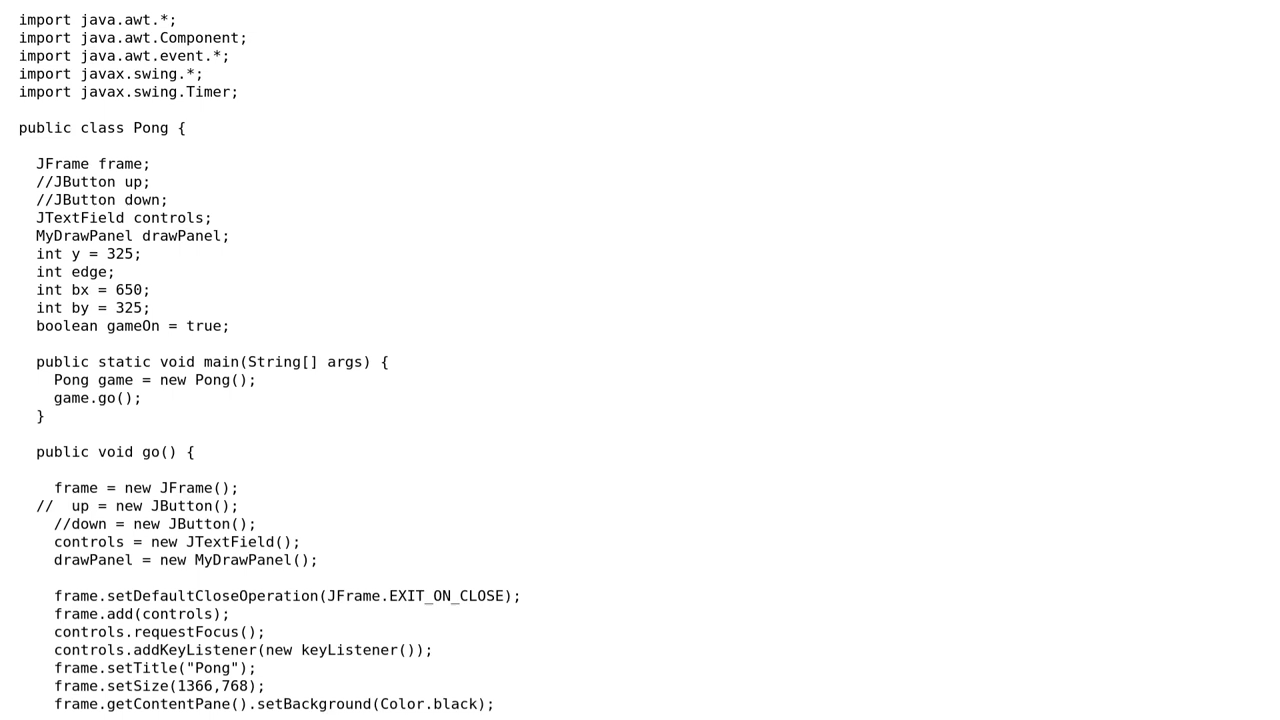 import java.awt.*;
import java.awt.Component;
import java.awt.event.*;
import javax.swing.*;
import javax.swing.Timer;

public class Pong {

  JFrame frame;
  //JButton up;
  //JButton down;
  JTextField controls;
  MyDrawPanel drawPanel;
  int y = 325;
  int edge;
  int bx = 650;
  int by = 325;
  boolean gameOn = true;

  public static void main(String[] args) {
    Pong game = new Pong();
    game.go();
  }

  public void go() {

    frame = new JFrame();
  //  up = new JButton();
    //down = new JButton();
    controls = new JTextField();
    drawPanel = new MyDrawPanel();

    frame.setDefaultCloseOperation(JFrame.EXIT_ON_CLOSE);
    frame.add(controls);
    controls.requestFocus();
    controls.addKeyListener(new keyListener());
    frame.setTitle("Pong");
    frame.setSize(1366,768);
    frame.getContentPane().setBackground(Color.black);